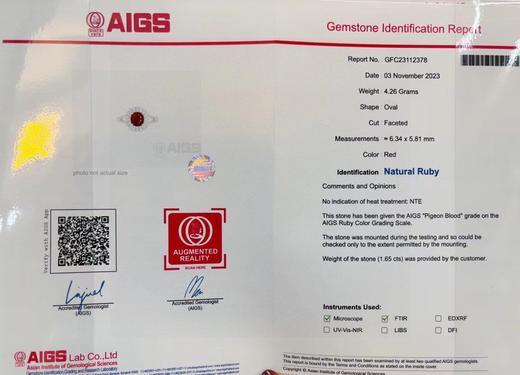 AIGS
Gemstone Identification Report
Report No. GFC23112378
Date 03 November 2023
Weight 4.26 Grams
Shape Oval
Cut Faceted
Measurements ≈ 6.34 x 5.81 mm
Color Red
Identification Natural Ruby
Comments and Opinions
No indication of heat treatment: NTE
This stone has been given the AIGS "Pigeon Blood" grade on the
AIGS Ruby Color Grading Scale.
The stone was mounted during the testing and so could be
checked only to the extent permitted by the mounting.
Weight of the stone (1.65 cts) was provided by the customer.
Instruments Used:
Microscope FTIR EDXRF
UV-Vis-NIR LIBS DFI
The item described within this report has been examined by at least two qualified AIGS gemologists.
This report is bound by the Terms and Conditions as stated on the inside cover.
Copyright © Asian Institute of Gemological Sciences
AIGS
photo not actual size
Verify with AIGS App
AUGMENTED
REALITY
SCAN HERE
Accredited Gemologist
(AIGS)
Accredited Gemologist
(AIGS)
AIGS Lab Co.,Ltd
Asian Institute of Gemological Sciences
Gemstone Identification Grading and Research Laboratory